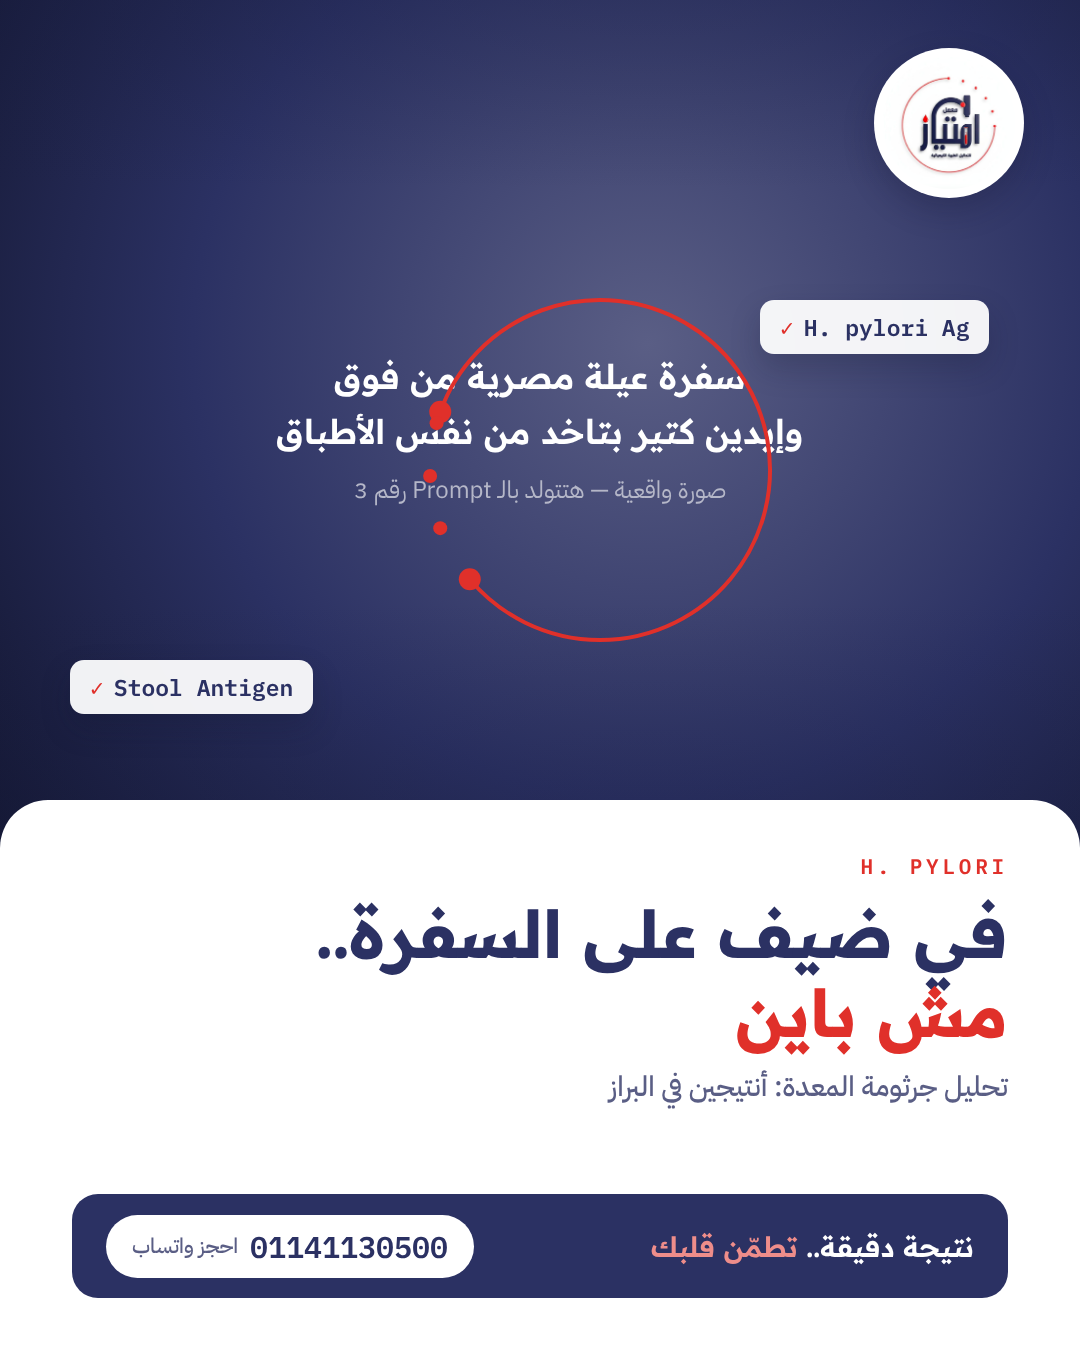 معمل
امتياز
✓ H. pylori Ag
سفرة عيلة مصرية من فوق
وإيدين كتير بتاخد من نفس الأطباق
صورة واقعية — هتتولد بالـ Prompt رقم 3
✓ Stool Antigen
H. PYLORI
في ضيف على السفرة..
مش باين
تحليل جرثومة المعدة: أنتيجين في البراز
نتيجة دقيقة.. تطمّن قلبك
01141130500 احجز واتساب